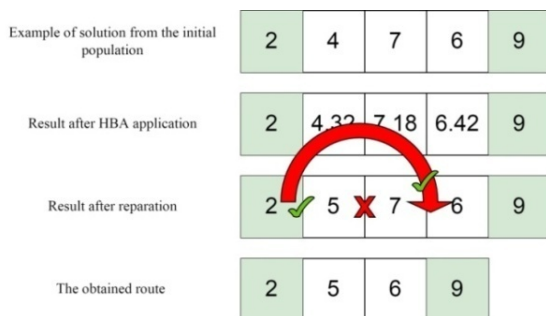 Example of solution from the initial
population
2 4 7 6 9
Result after HBA application
2 4.32 7.18 6.42 9
Result after reparation
2 5 X 7 6 9
The obtained route
2 5 6 9